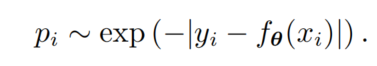 p_i ∼ exp (−|y_i − f_θ(x_i)|) .